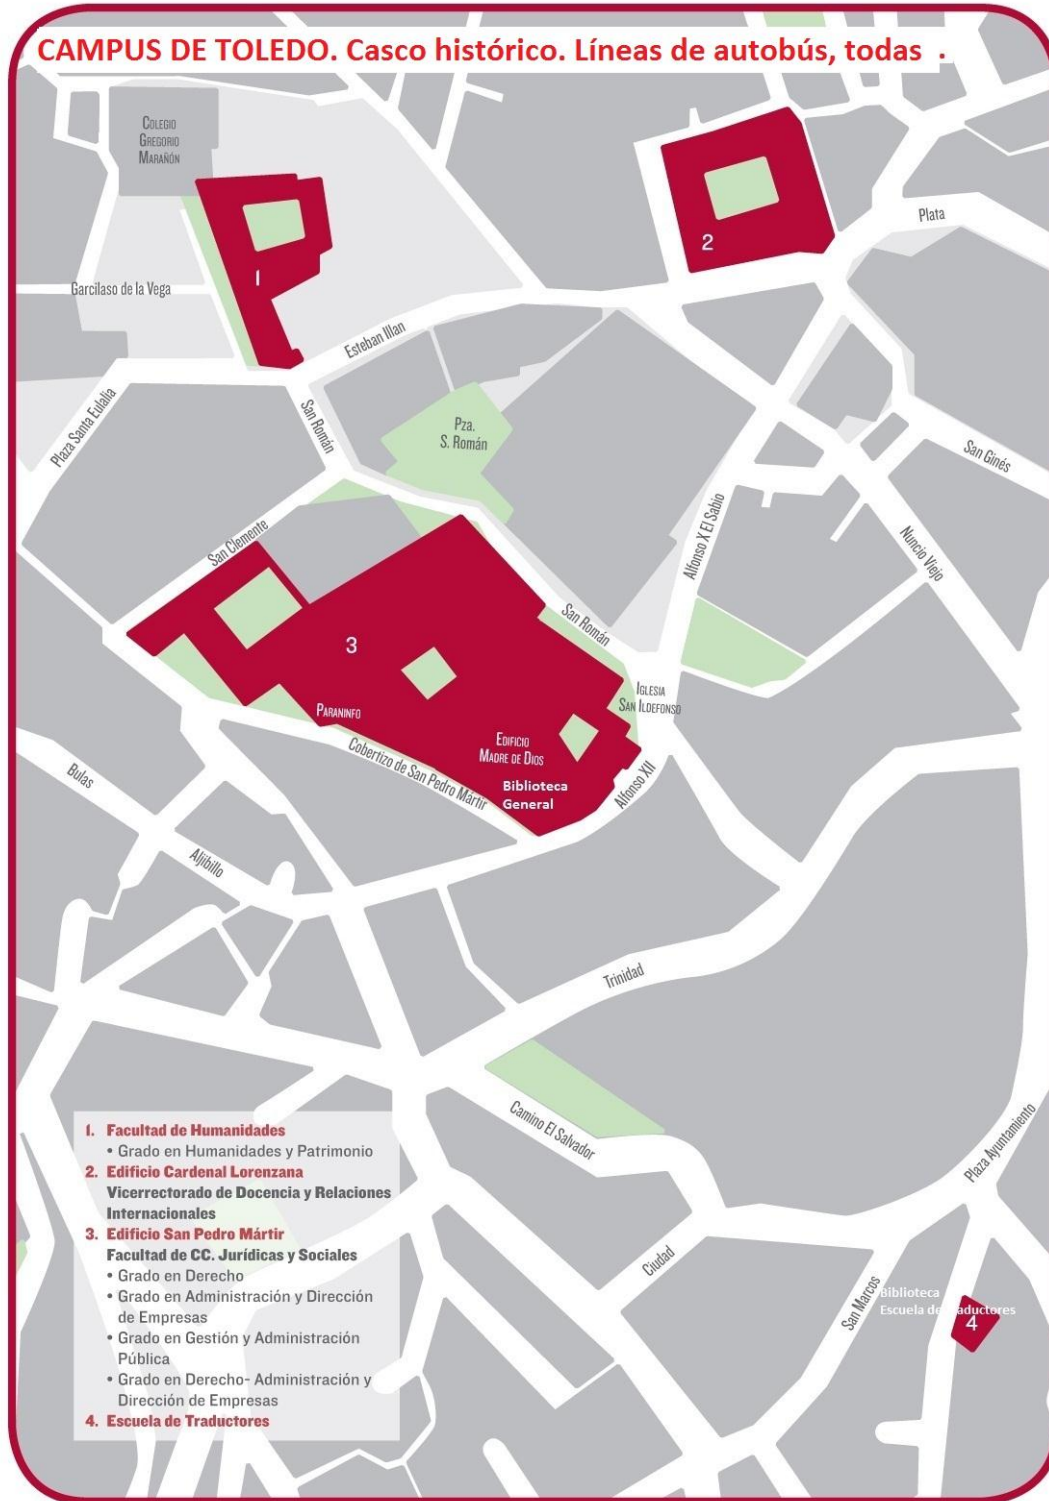 CAMPUS DE TOLEDO. Casco histórico. Líneas de autobús, todas .
COLEGIO
GREGORIO
MARAÑÓN
1
2
Plata
Garcilaso de la Vega
Esteban Illan
Plaza Santa Eulalia
San Román
Pza.
S. Román
San Ginés
San Clemente
Alfonso X El Sabio
Nuncio Viejo
San Román
3
IGLESIA
SAN ILDEFONSO
PARANINFO
EDIFICIO
MADRE DE DIOS
Biblioteca
General
Cobertizo de San Pedro Martir
Alfonso XII
Bulas
Aljibillo
Trinidad
Camino El Salvador
Plaza Ayuntamiento
Ciudad
San Marcos
Biblioteca
Escuela de Traductores
4
1. Facultad de Humanidades
• Grado en Humanidades y Patrimonio
2. Edificio Cardenal Lorenzana
Vicerrectorado de Docencia y Relaciones
Internacionales
3. Edificio San Pedro Mártir
Facultad de CC. Jurídicas y Sociales
• Grado en Derecho
• Grado en Administración y Dirección
de Empresas
• Grado en Gestión y Administración
Pública
• Grado en Derecho- Administración y
Dirección de Empresas
4. Escuela de Traductores